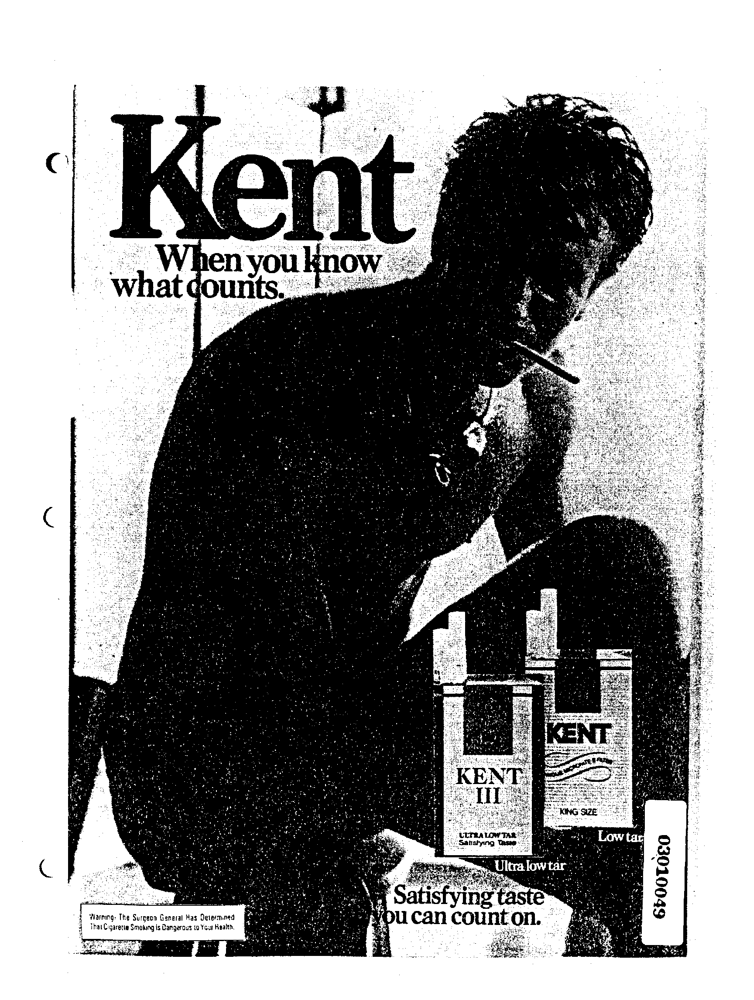 Kent
When you know
what counts.
KENT
MICRONITE FILTER
KING SIZE
KENT
III
ULTRA LOW TAR
Satisfying Taste
Low tar
Ultra low tar
Satisfying taste
you can count on.
Warning: The Surgeon General Has Determined
That Cigarette Smoking Is Dangerous to Your Health.
03010049